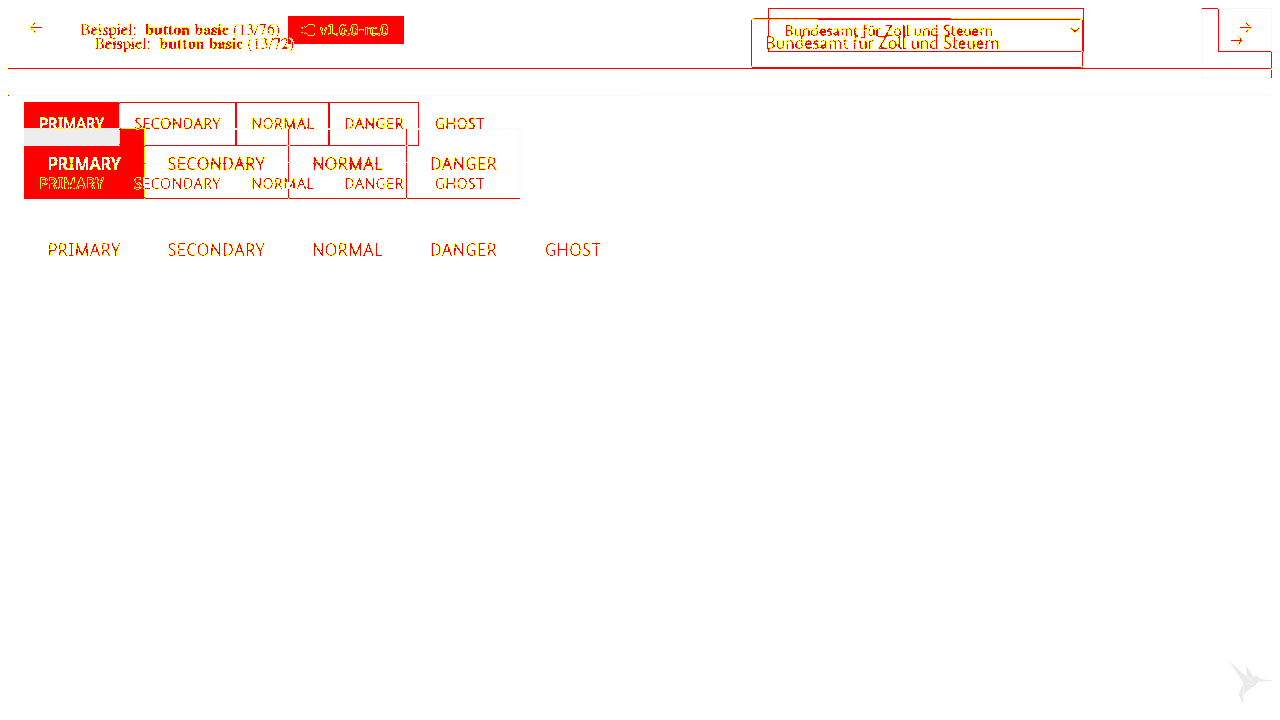 Beispiel: button basic (13/76) v1.6.0-rc.0 Bundesamt für Zoll und Steuern
Beispiel: button basic (13/72) Bundesamt für Zoll und Steuern
PRIMARY SECONDARY NORMAL DANGER GHOST
PRIMARY SECONDARY NORMAL DANGER
PRIMARY SECONDARY NORMAL DANGER GHOST
PRIMARY SECONDARY NORMAL DANGER GHOST